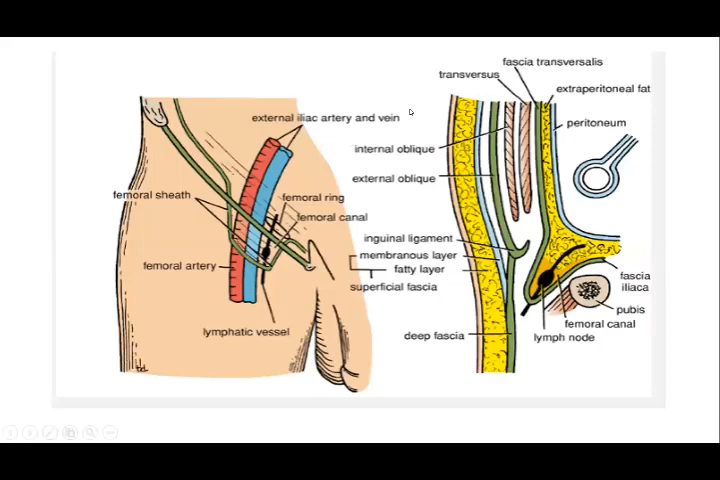 external iliac artery and vein
femoral sheath
femoral ring
femoral canal
femoral artery
lymphatic vessel
fascia transversalis
transversus
extraperitoneal fat
peritoneum
internal oblique
external oblique
inguinal ligament
membranous layer
fatty layer
superficial fascia
deep fascia
fascia
iliaca
pubis
femoral canal
lymph node